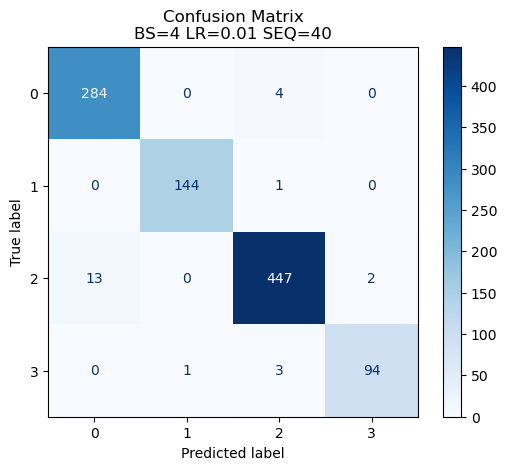 Confusion Matrix
BS=4 LR=0.01 SEQ=40
0 284 0 4 0
1 0 144 1 0
2 13 0 447 2
3 0 1 3 94
0 1 2 3
Predicted label
True label
400
350
300
250
200
150
100
50
0